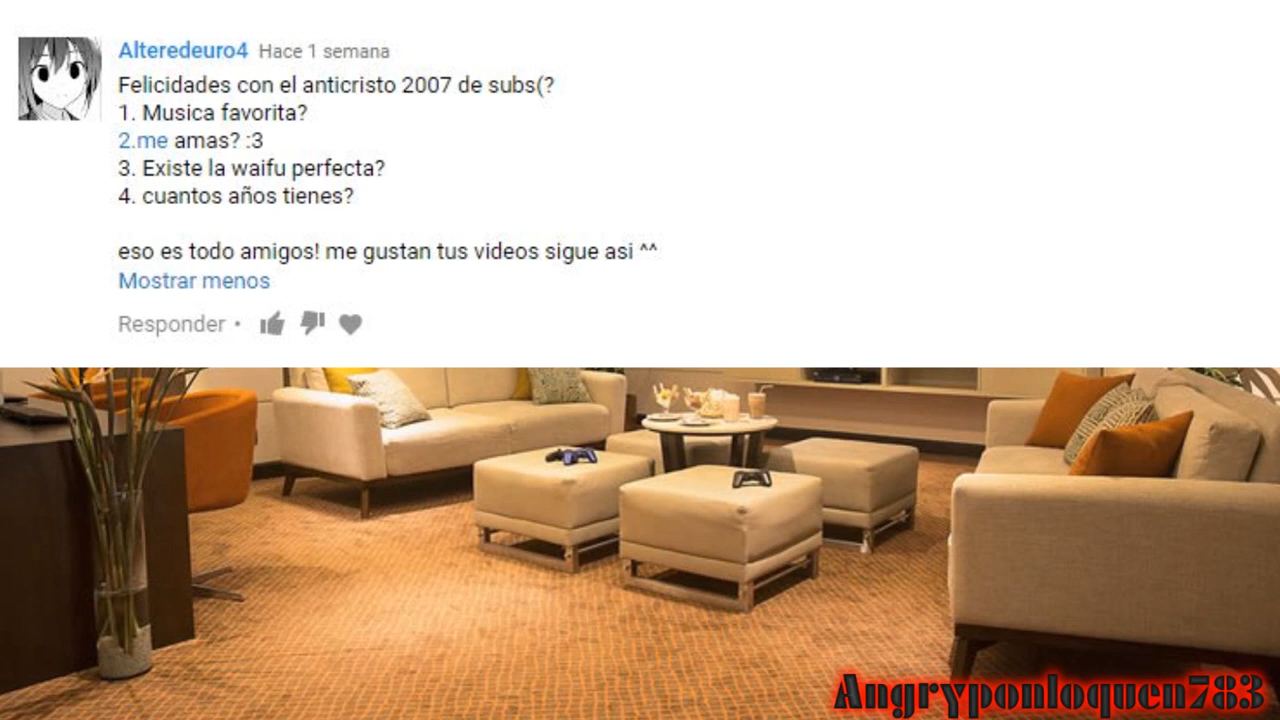 Alteredeuro4 Hace 1 semana
Felicidades con el anticristo 2007 de subs(?
1. Musica favorita?
2.me amas? :3
3. Existe la waifu perfecta?
4. cuantos años tienes?
eso es todo amigos! me gustan tus videos sigue asi ^^
Mostrar menos
Responder •
Angryponloquen783